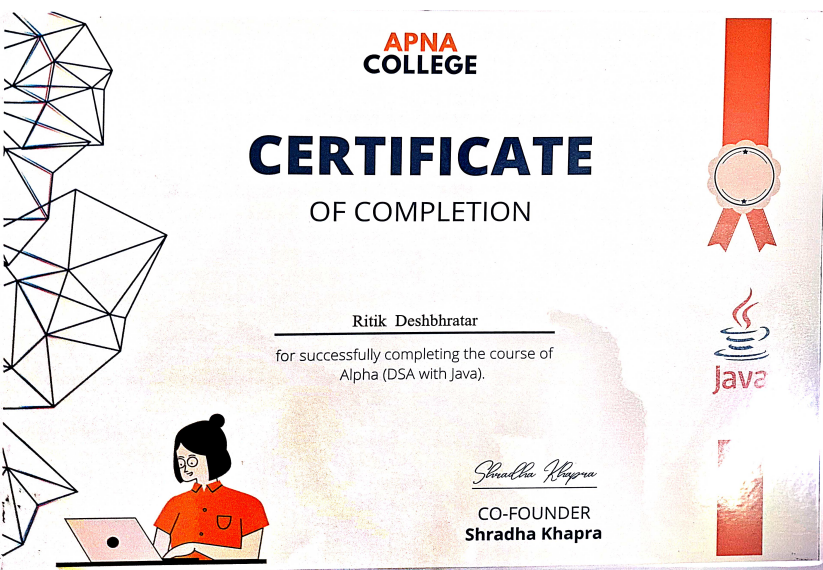 APNA
COLLEGE
CERTIFICATE
OF COMPLETION
Ritik Deshbhratar
for successfully completing the course of
Alpha (DSA with Java).
Java
Shradha Khapra
CO-FOUNDER
Shradha Khapra